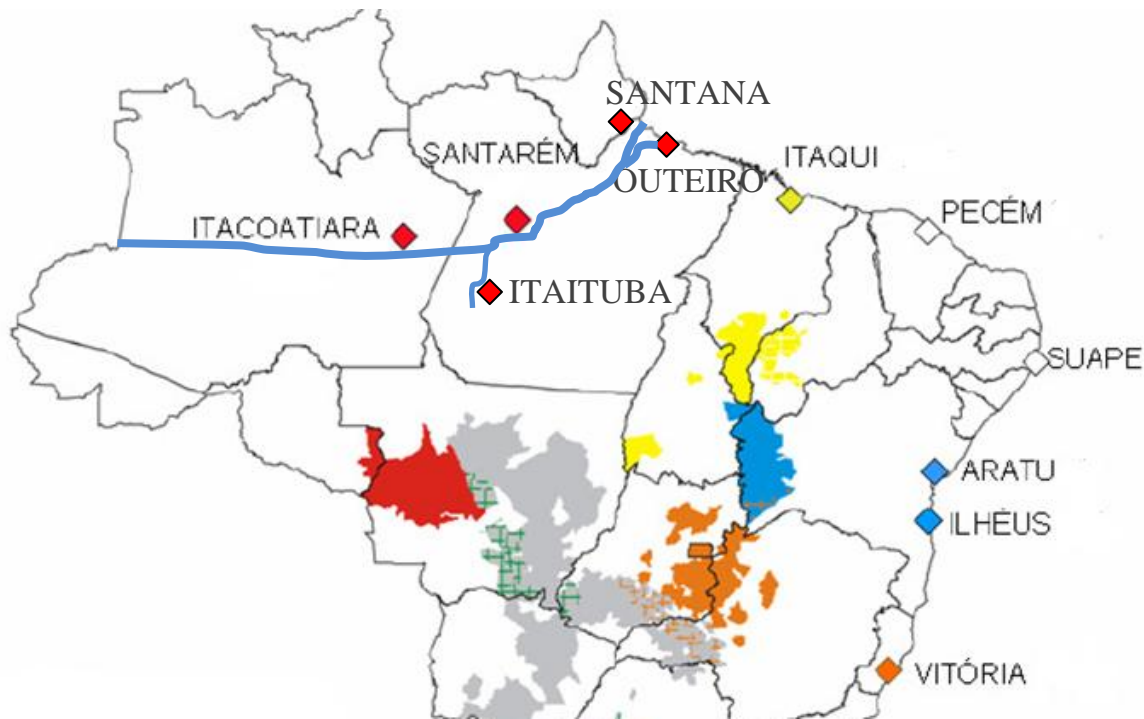 SANTANA
SANTARÉM
ITAQUI
OUTEIRO
PECÉM
ITACOATIARA
ITAITUBA
SUAPE
ARATU
ILHÉUS
VITÓRIA